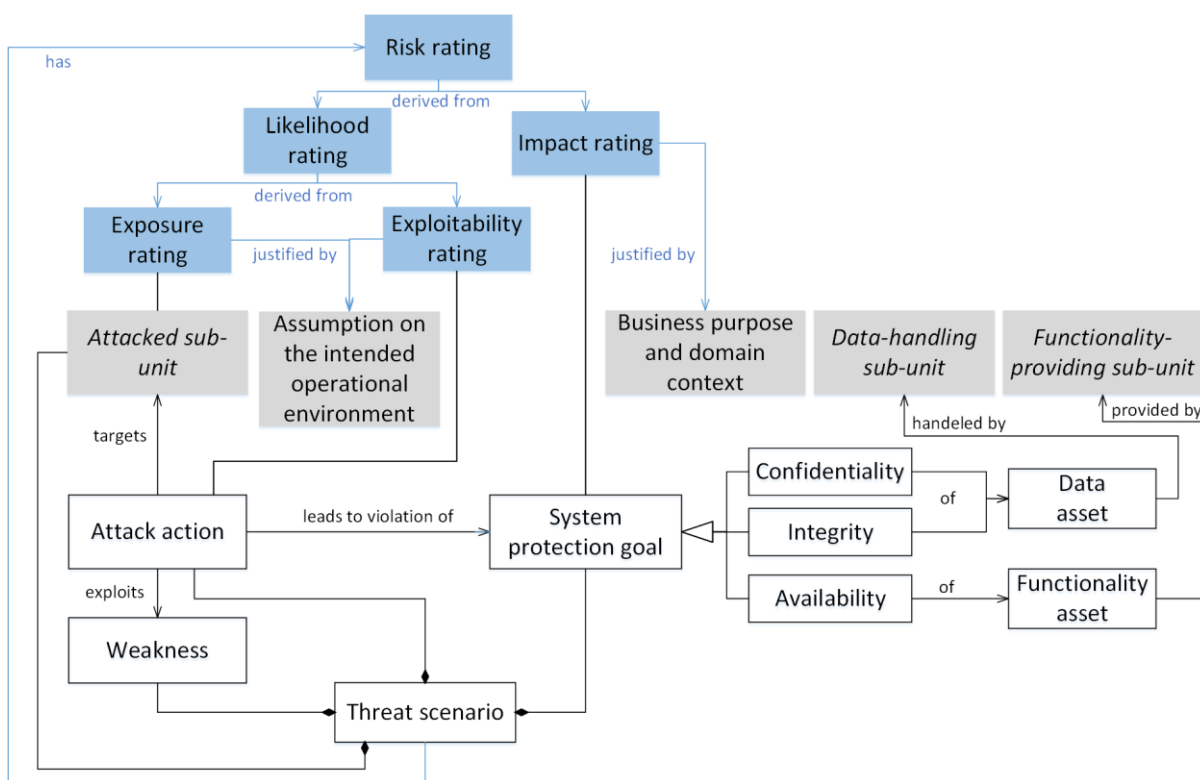 Risk rating
has
derived from
Likelihood
rating
Impact rating
derived from
Exposure
rating
Exploitability
rating
justified by
justified by
Attacked sub-
unit
Assumption on
the intended
operational
environment
Business purpose
and domain
context
Data-handling
sub-unit
Functionality-
providing sub-unit
targets
handeled by
provided by
Confidentiality
of
Data
asset
Attack action
leads to violation of
System
protection goal
Integrity
exploits
Availability
of
Functionality
asset
Weakness
Threat scenario